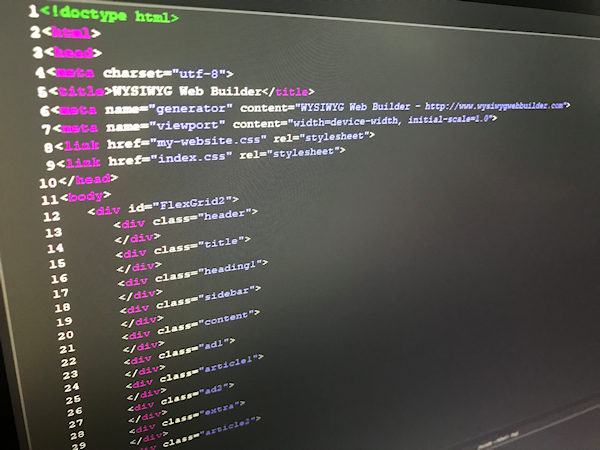 1<!doctype html>
2<html>
3<head>
4<meta charset="utf-8">
5<title>WYSIWYG Web Builder</title>
6<meta name="generator" content="WYSIWYG Web Builder - http://www.wysiwygwebbuilder.com">
7<meta name="viewport" content="width=device-width, initial-scale=1.0">
8<link href="my-website.css" rel="stylesheet">
9<link href="index.css" rel="stylesheet">
10</head>
11<body>
12 <div id="FlexGrid2">
13 <div class="header">
14 </div>
15 <div class="title">
16 </div>
17 <div class="heading1">
18 </div>
19 <div class="sidebar">
20 </div>
21 <div class="content">
22 </div>
23 <div class="ad1">
24 </div>
25 <div class="article1">
26 </div>
27 <div class="ad2">
28 </div>
29 <div class="extra">
</div>
<div class="article2">